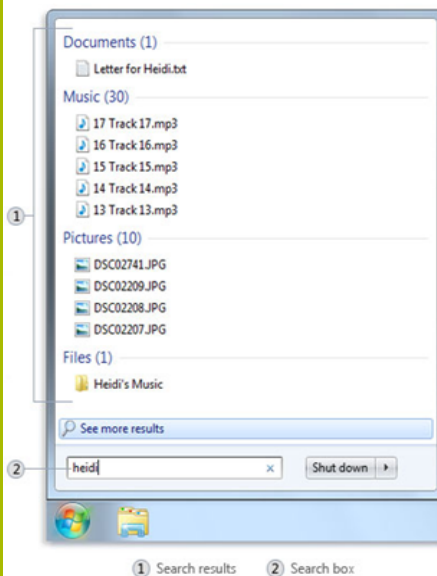 Documents (1)
Letter for Heidi.txt
Music (30)
17 Track 17.mp3
16 Track 16.mp3
15 Track 15.mp3
14 Track 14.mp3
13 Track 13.mp3
1
Pictures (10)
DSC02741.JPG
DSC02209.JPG
DSC02208.JPG
DSC02207.JPG
Files (1)
Heidi's Music
See more results
2
heidi
Shut down
1 Search results 2 Search box